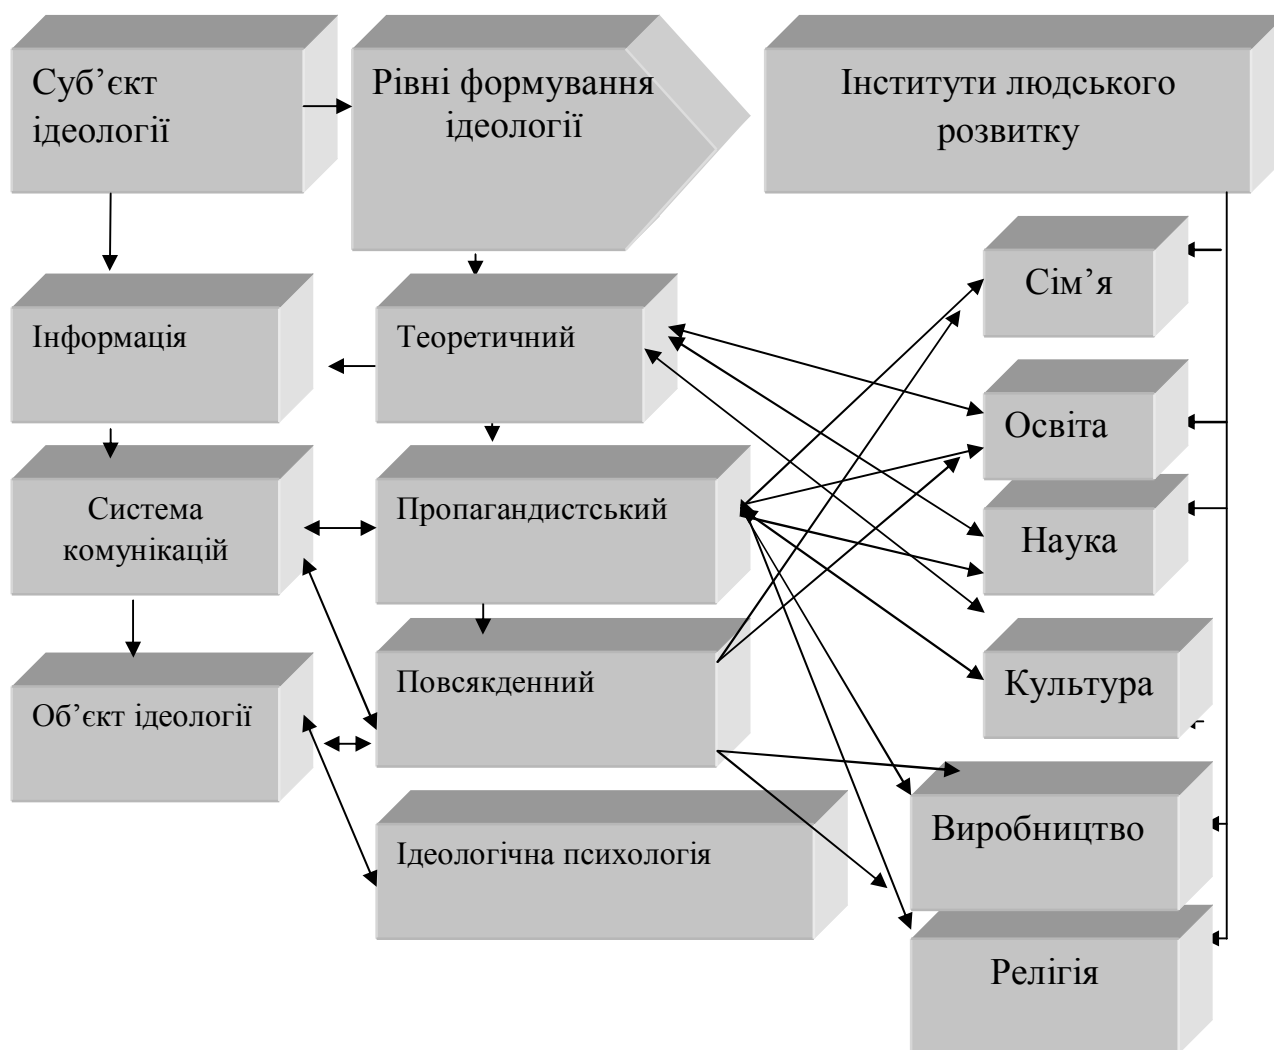 Суб’єкт
ідеології
Рівні формування
ідеології
Інститути людського
розвитку
Інформація
Теоретичний
Сім’я
Освіта
Система
комунікацій
Пропагандистський
Наука
Об’єкт ідеології
Повсякденний
Культура
Ідеологічна психологія
Виробництво
Релігія